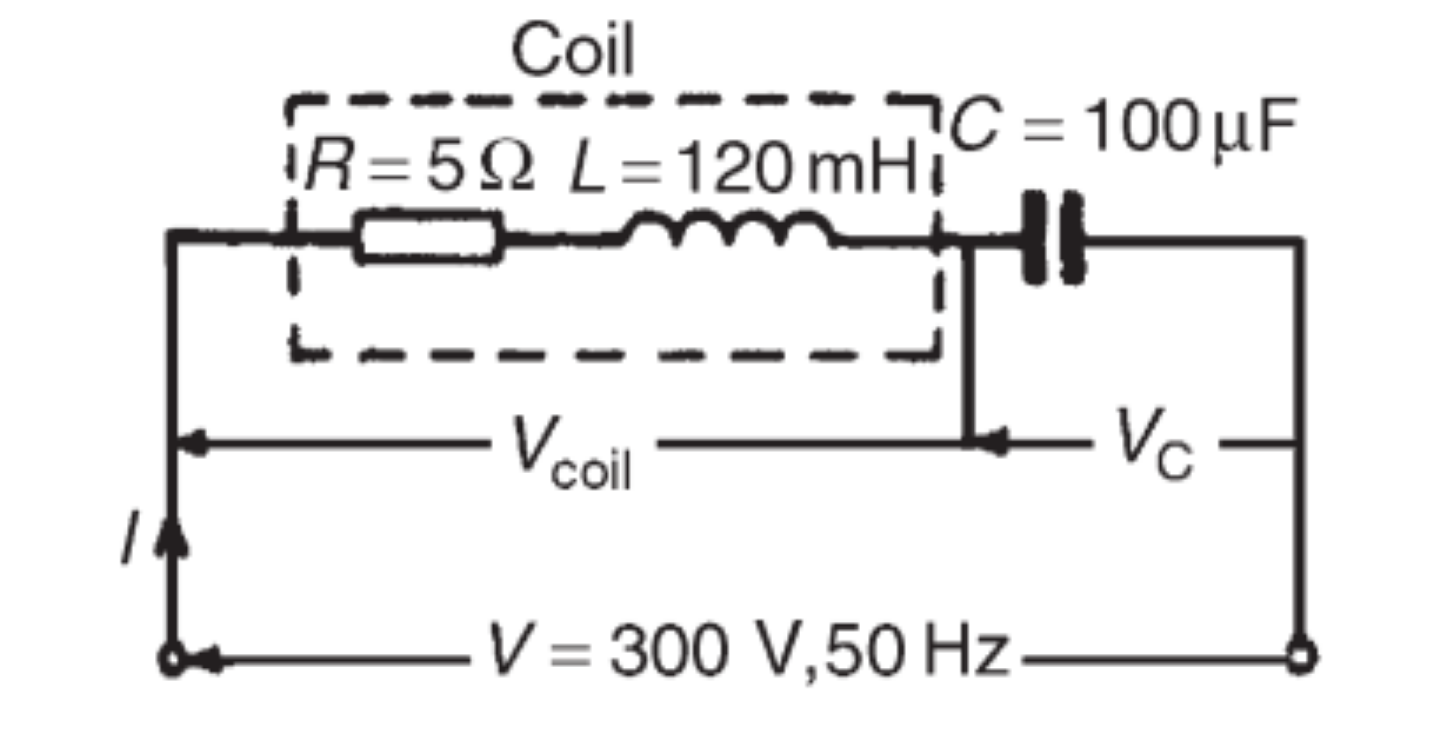 Coil
R = 5 Ω L = 120 mH
C = 100 μF
V_coil
V_C
I
V = 300 V, 50 Hz